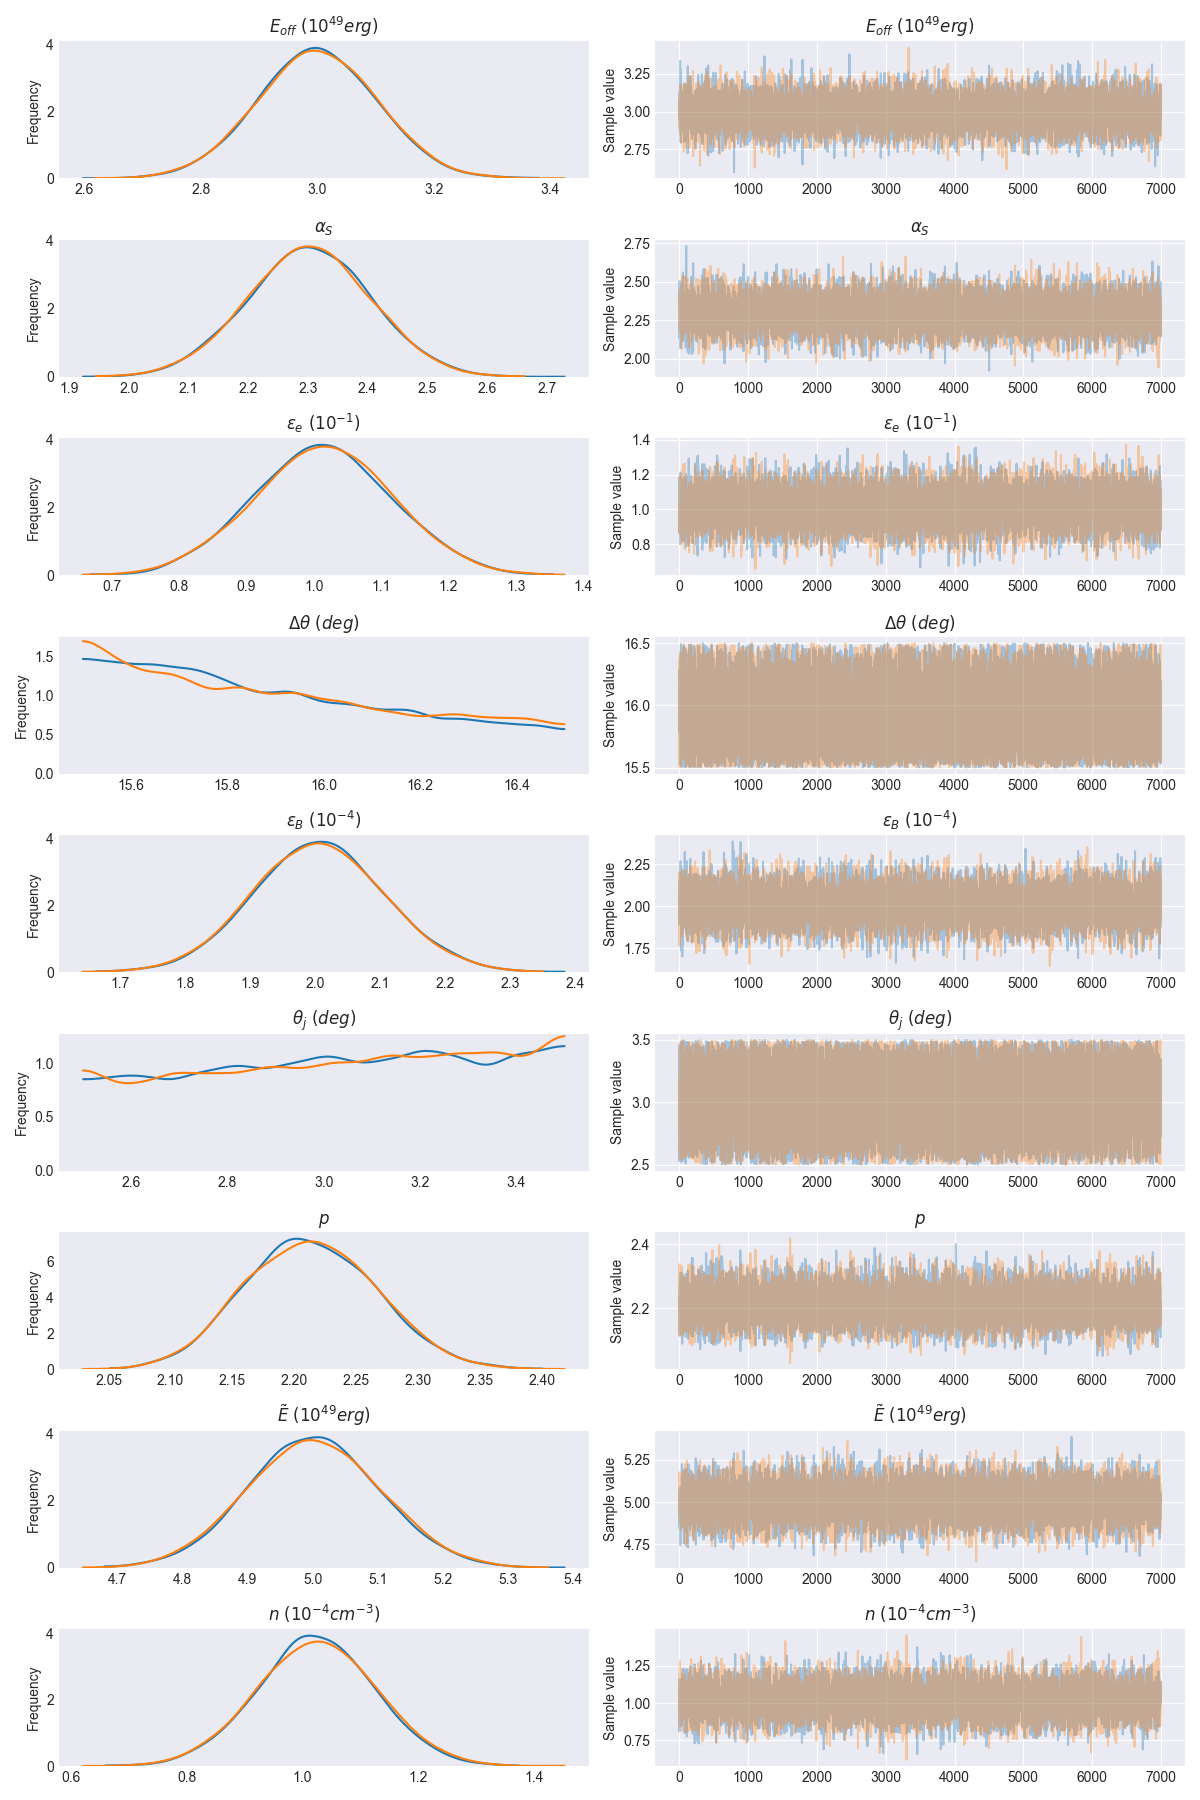 E_off (10^49 erg) E_off (10^49 erg)
Frequency Sample value
4 2 0 3.25 3.00 2.75
2.6 2.8 3.0 3.2 3.4 0 1000 2000 3000 4000 5000 6000 7000
α_S α_S
Frequency Sample value
4 2 0 2.75 2.50 2.25 2.00
1.9 2.0 2.1 2.2 2.3 2.4 2.5 2.6 2.7 0 1000 2000 3000 4000 5000 6000 7000
ε_e (10^−1) ε_e (10^−1)
Frequency Sample value
4 2 0 1.4 1.2 1.0 0.8
0.7 0.8 0.9 1.0 1.1 1.2 1.3 1.4 0 1000 2000 3000 4000 5000 6000 7000
Δθ (deg) Δθ (deg)
Frequency Sample value
1.5 1.0 0.5 0.0 16.5 16.0 15.5
15.6 15.8 16.0 16.2 16.4 0 1000 2000 3000 4000 5000 6000 7000
ε_B (10^−4) ε_B (10^−4)
Frequency Sample value
4 2 0 2.25 2.00 1.75
1.7 1.8 1.9 2.0 2.1 2.2 2.3 2.4 0 1000 2000 3000 4000 5000 6000 7000
θ_j (deg) θ_j (deg)
Frequency Sample value
1.0 0.5 0.0 3.5 3.0 2.5
2.6 2.8 3.0 3.2 3.4 0 1000 2000 3000 4000 5000 6000 7000
p p
Frequency Sample value
6 4 2 0 2.4 2.2
2.05 2.10 2.15 2.20 2.25 2.30 2.35 2.40 0 1000 2000 3000 4000 5000 6000 7000
Ẽ (10^49 erg) Ẽ (10^49 erg)
Frequency Sample value
4 2 0 5.25 5.00 4.75
4.7 4.8 4.9 5.0 5.1 5.2 5.3 5.4 0 1000 2000 3000 4000 5000 6000 7000
n (10^−4 cm^−3) n (10^−4 cm^−3)
Frequency Sample value
4 2 0 1.25 1.00 0.75
0.6 0.8 1.0 1.2 1.4 0 1000 2000 3000 4000 5000 6000 7000